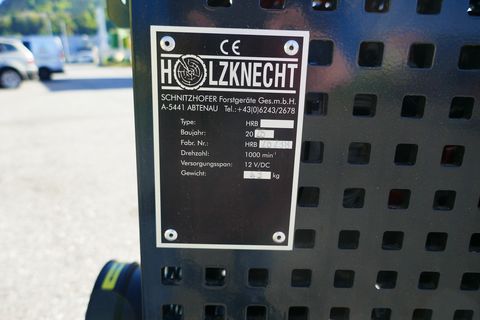 CE
HOLZKNECHT
SCHNITZHOFER Forstgeräte Ges.m.b.H.
A-5441 ABTENAU Tel.:+43(0)6243/2678
Type: HRB
Baujahr: 20
Fabr. Nr.: HRB
Drehzahl: 1000 min⁻¹
Versorgungsspan: 12 V/DC
Gewicht: kg